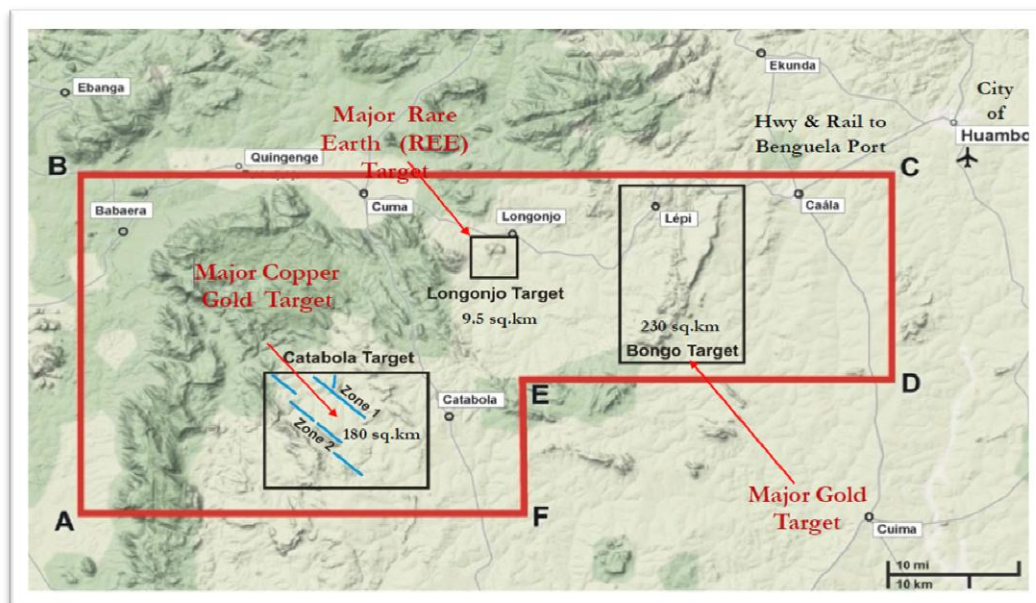 Ekunda
Ebanga
City
of
Huambo
Major Rare
Earth (REE)
Target
Hwy & Rail to
Benguela Port
B
Quingenge
C
Babaera
Cuma
Longonjo
Lépi
Caála
Major Copper
Gold Target
Longonjo Target
9.5 sq.km
230 sq.km
Bongo Target
Catabola Target
Zone 1
Zone 2
180 sq.km
Catabola
E
D
A
F
Major Gold
Target
Cuima
10 mi
10 km